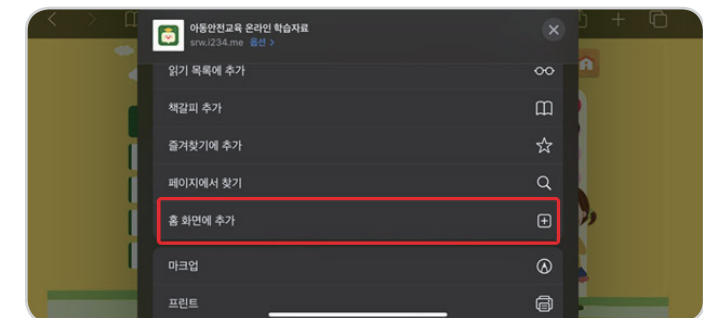 아동안전교육 온라인 학습자료
srw.i234.me 옵션 >
읽기 목록에 추가
책갈피 추가
즐겨찾기에 추가
페이지에서 찾기
홈 화면에 추가
마크업
프린트